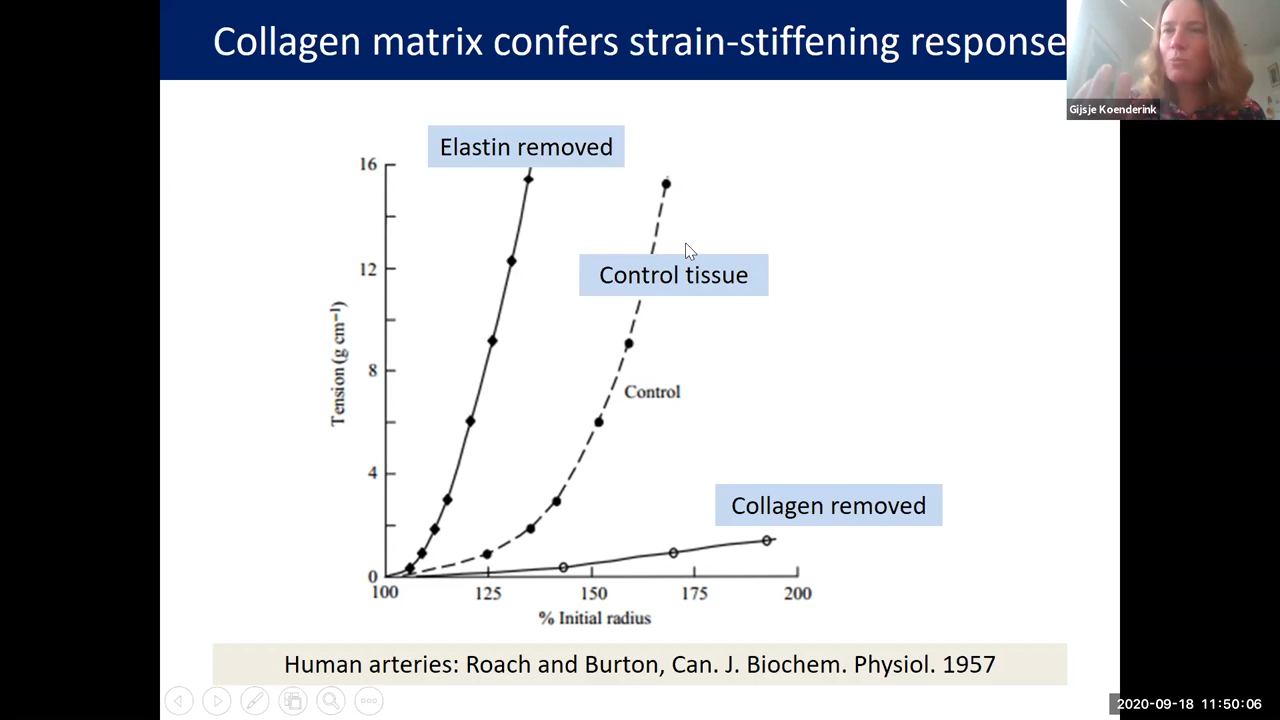 Collagen matrix confers strain-stiffening response
Gijsje Koenderink
Elastin removed
16
12
8
4
0
Tension (g cm⁻¹)
Control tissue
Control
Collagen removed
100
125
150
175
200
% Initial radius
Human arteries: Roach and Burton, Can. J. Biochem. Physiol. 1957
2020-09-18 11:50:06